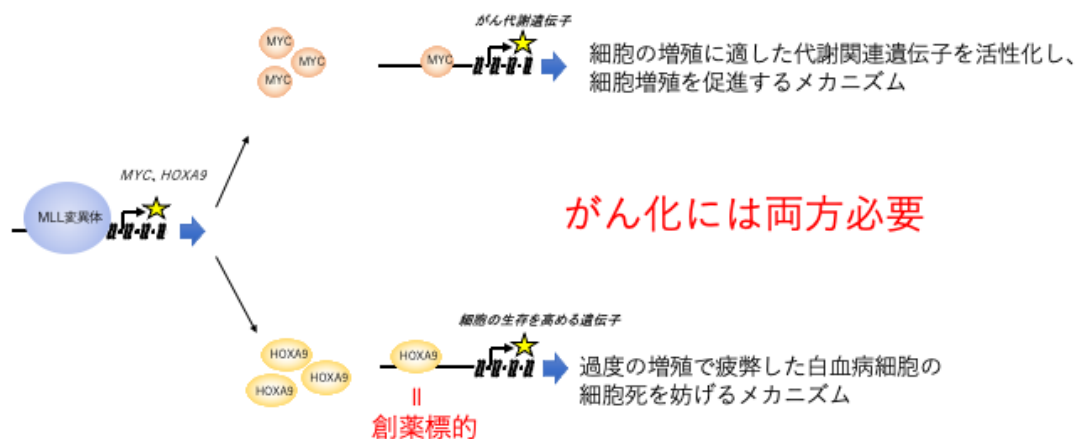 がん代謝遺伝子
MYC
MYC
MYC
MYC
細胞の増殖に適した代謝関連遺伝子を活性化し、
細胞増殖を促進するメカニズム
MYC、HOXA9
MLL変異体
がん化には両方必要
細胞の生存を高める遺伝子
HOXA9
HOXA9
HOXA9
HOXA9
過度の増殖で疲弊した白血病細胞の
細胞死を妨げるメカニズム
=
創薬標的